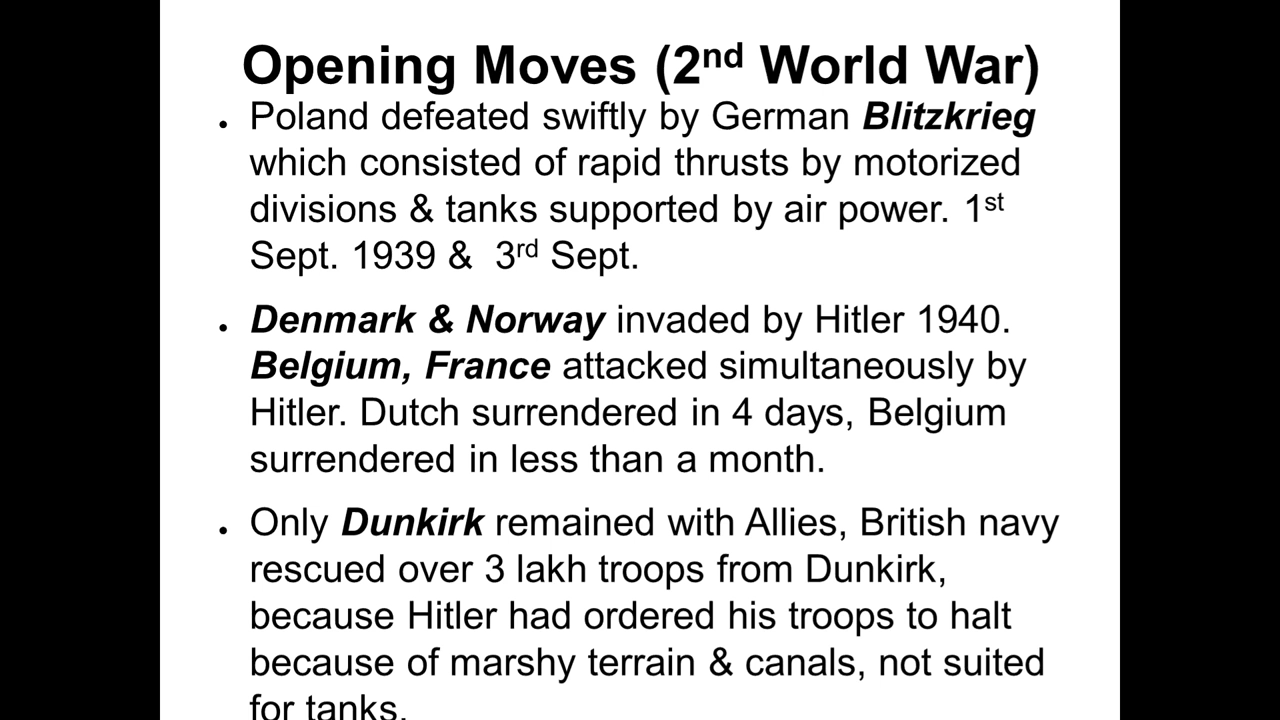 Opening Moves (2nd World War)
• Poland defeated swiftly by German Blitzkrieg
which consisted of rapid thrusts by motorized
divisions & tanks supported by air power. 1st
Sept. 1939 &  3rd Sept.
• Denmark & Norway invaded by Hitler 1940.
Belgium, France attacked simultaneously by
Hitler. Dutch surrendered in 4 days, Belgium
surrendered in less than a month.
• Only Dunkirk remained with Allies, British navy
rescued over 3 lakh troops from Dunkirk,
because Hitler had ordered his troops to halt
because of marshy terrain & canals, not suited
for tanks.